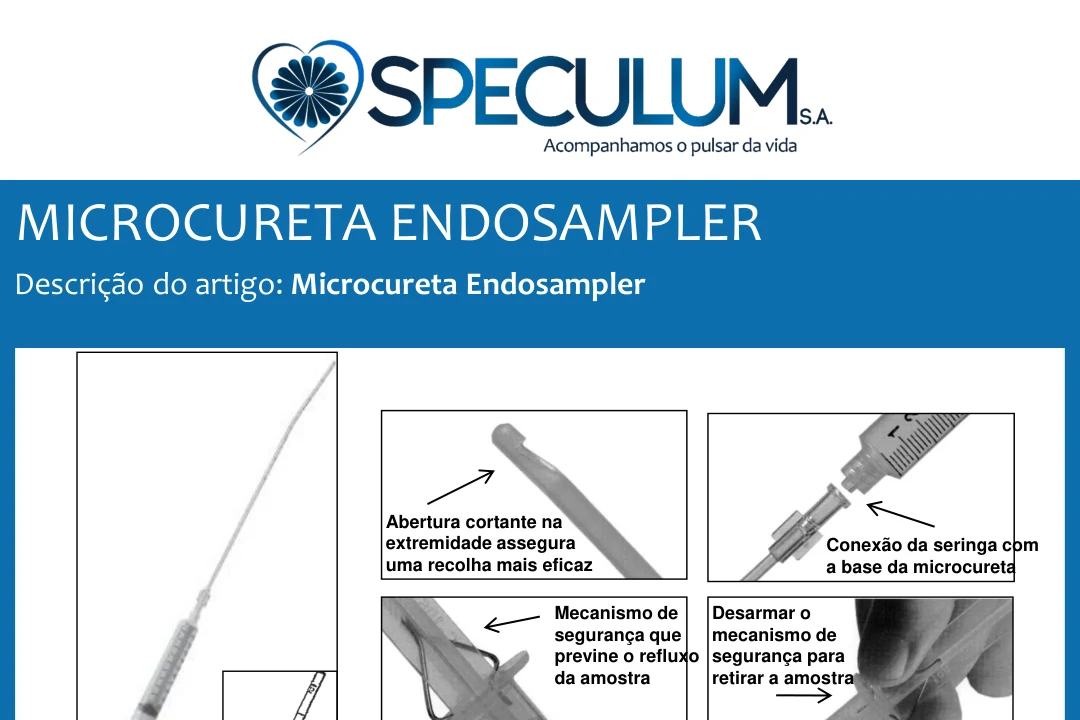 SPECULUM S.A.
Acompanhamos o pulsar da vida
MICROCURETA ENDOSAMPLER
Descrição do artigo: Microcureta Endosampler
Abertura cortante na
extremidade assegura
uma recolha mais eficaz
Conexão da seringa com
a base da microcureta
Mecanismo de
segurança que
previne o refluxo
da amostra
Desarmar o
mecanismo de
segurança para
retirar a amostra